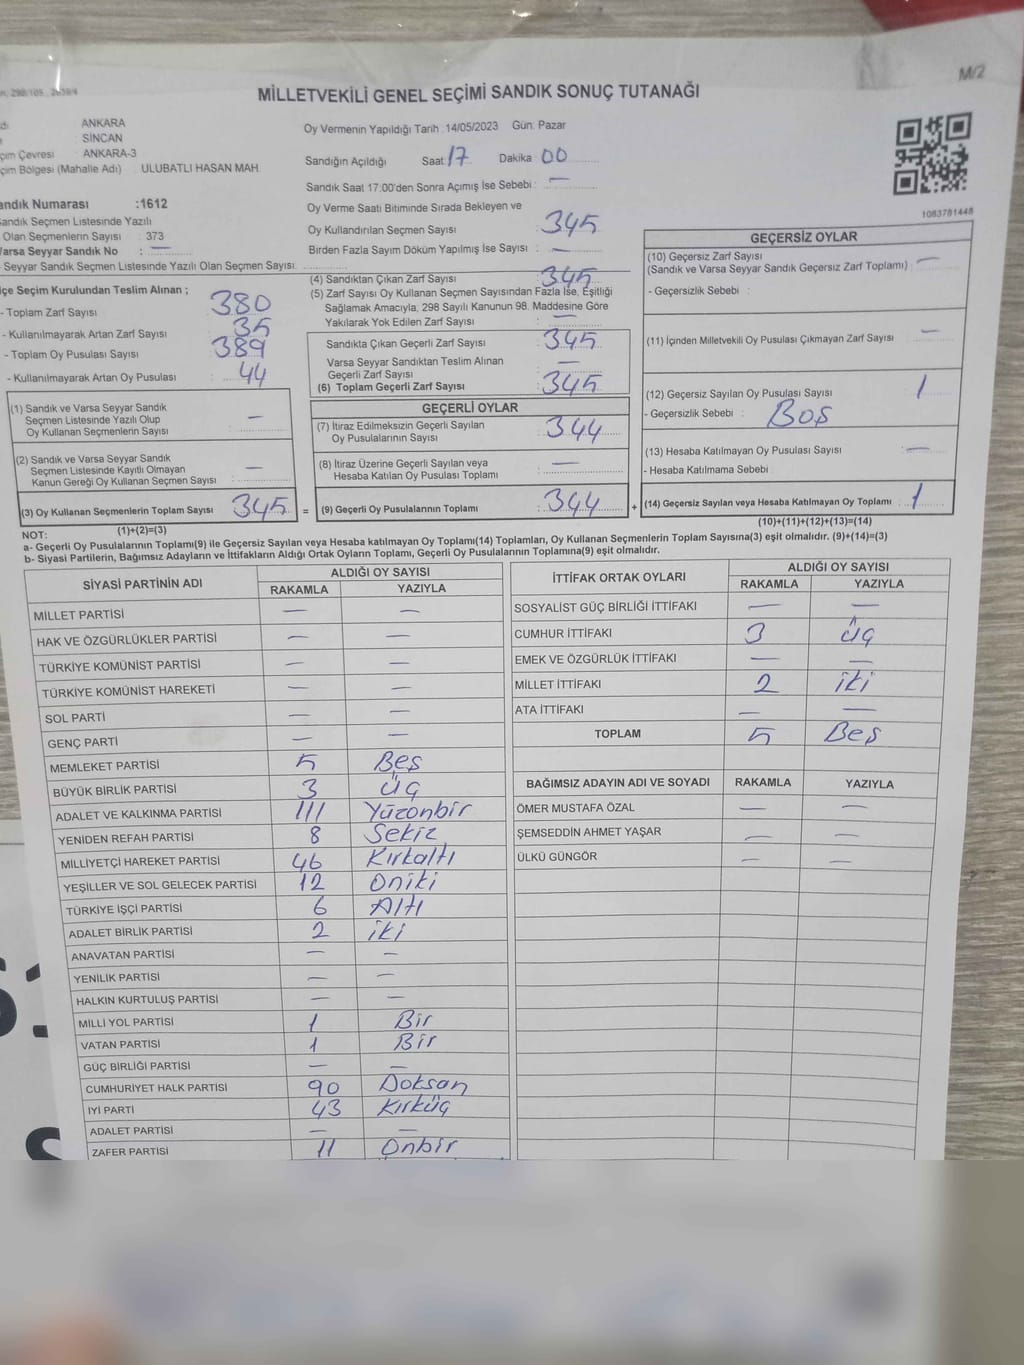 M/2
MİLLETVEKİLİ GENEL SEÇİMİ SANDIK SONUÇ TUTANAĞI
ANKARA
SİNCAN
ANKARA-3
Bölgesi (Mahalle Adı) ULUBATLI HASAN MAH
Numarası :1612
Sandık Seçmen Listesinde Yazılı
Olan Seçmenlerin Sayısı : 373
Varsa Seyyar Sandık No : —
Seyyar Sandık Seçmen Listesinde Yazılı Olan Seçmen Sayısı.
Seçim Kurulundan Teslim Alınan ;
- Toplam Zarf Sayısı 380
- Kullanılmayarak Artan Zarf Sayısı 35
- Toplam Oy Pusulası Sayısı 389
- Kullanılmayarak Artan Oy Pusulası : 44
(1) Sandık ve Varsa Seyyar Sandık
Seçmen Listesinde Yazılı Olup
Oy Kullanan Seçmenlerin Sayısı : —
(2) Sandık ve Varsa Seyyar Sandık
Seçmen Listesinde Kayıtlı Olmayan
Kanun Gereği Oy Kullanan Seçmen Sayısı : —
(3) Oy Kullanan Seçmenlerin Toplam Sayısı 345
(1)+(2)=(3)
Oy Vermenin Yapıldığı Tarih :14/05/2023 Gün: Pazar
Sandığın Açıldığı Saat: 17 Dakika: 00
Sandık Saat 17:00'den Sonra Açımış İse Sebebi : —
Oy Verme Saati Bitiminde Sırada Bekleyen ve
Oy Kullandırılan Seçmen Sayısı : 345
Birden Fazla Sayım Döküm Yapılmış İse Sayısı : —
(4) Sandıktan Çıkan Zarf Sayısı 345
(5) Zarf Sayısı Oy Kullanan Seçmen Sayısından Fazla İse, Eşitliği
Sağlamak Amacıyla; 298 Sayılı Kanunun 98. Maddesine Göre
Yakılarak Yok Edilen Zarf Sayısı : —
Sandıkta Çıkan Geçerli Zarf Sayısı : 345
Varsa Seyyar Sandıktan Teslim Alınan
Geçerli Zarf Sayısı : —
(6) Toplam Geçerli Zarf Sayısı : 345
GEÇERLİ OYLAR
(7) İtiraz Edilmeksizin Geçerli Sayılan
Oy Pusulalarının Sayısı : 344
(8) İtiraz Üzerine Geçerli Sayılan veya
Hesaba Katılan Oy Pusulası Toplamı : —
= (9) Geçerli Oy Pusulalarının Toplamı : 344 +
1083781448
GEÇERSİZ OYLAR
(10) Geçersiz Zarf Sayısı
(Sandık ve Varsa Seyyar Sandık Geçersiz Zarf Toplamı) : —
- Geçersizlik Sebebi :
(11) İçinden Milletvekili Oy Pusulası Çıkmayan Zarf Sayısı : —
(12) Geçersiz Sayılan Oy Pusulası Sayısı : 1
- Geçersizlik Sebebi : Boş
(13) Hesaba Katılmayan Oy Pusulası Sayısı : —
- Hesaba Katılmama Sebebi :
(14) Geçersiz Sayılan veya Hesaba Katılmayan Oy Toplamı : 1
(10)+(11)+(12)+(13)=(14)
NOT:
a- Geçerli Oy Pusulalarının Toplamı(9) ile Geçersiz Sayılan veya Hesaba katılmayan Oy Toplamı(14) Toplamları, Oy Kullanan Seçmenlerin Toplam Sayısına(3) eşit olmalıdır. (9)+(14)=(3)
b- Siyasi Partilerin, Bağımsız Adayların ve İttifakların Aldığı Ortak Oyların Toplamı, Geçerli Oy Pusulalarının Toplamına(9) eşit olmalıdır.
SİYASİ PARTİNİN ADI ALDIĞI OY SAYISI
RAKAMLA YAZIYLA
MİLLET PARTİSİ — —
HAK VE ÖZGÜRLÜKLER PARTİSİ — —
TÜRKİYE KOMÜNİST PARTİSİ — —
TÜRKİYE KOMÜNİST HAREKETİ — —
SOL PARTİ — —
GENÇ PARTİ — —
MEMLEKET PARTİSİ 5 Beş
BÜYÜK BİRLİK PARTİSİ 3 Üç
ADALET VE KALKINMA PARTİSİ 111 Yüzonbir
YENİDEN REFAH PARTİSİ 8 Sekiz
MİLLİYETÇİ HAREKET PARTİSİ 46 Kırkaltı
YEŞİLLER VE SOL GELECEK PARTİSİ 12 Oniki
TÜRKİYE İŞÇİ PARTİSİ 6 Altı
ADALET BİRLİK PARTİSİ 2 iki
ANAVATAN PARTİSİ — —
YENİLİK PARTİSİ — —
HALKIN KURTULUŞ PARTİSİ — —
MİLLİ YOL PARTİSİ 1 Bir
VATAN PARTİSİ 1 Bir
GÜÇ BİRLİĞİ PARTİSİ — —
CUMHURİYET HALK PARTİSİ 90 Doksan
İYİ PARTİ 43 Kırküç
ADALET PARTİSİ — —
ZAFER PARTİSİ 11 Onbir
İTTİFAK ORTAK OYLARI ALDIĞI OY SAYISI
RAKAMLA YAZIYLA
SOSYALİST GÜÇ BİRLİĞİ İTTİFAKI — —
CUMHUR İTTİFAKI 3 Üç
EMEK VE ÖZGÜRLÜK İTTİFAKI — —
MİLLET İTTİFAKI 2 iki
ATA İTTİFAKI — —
TOPLAM 5 Beş
BAĞIMSIZ ADAYIN ADI VE SOYADI RAKAMLA YAZIYLA
ÖMER MUSTAFA ÖZAL — —
ŞEMSEDDİN AHMET YAŞAR — —
ÜLKÜ GÜNGÖR — —